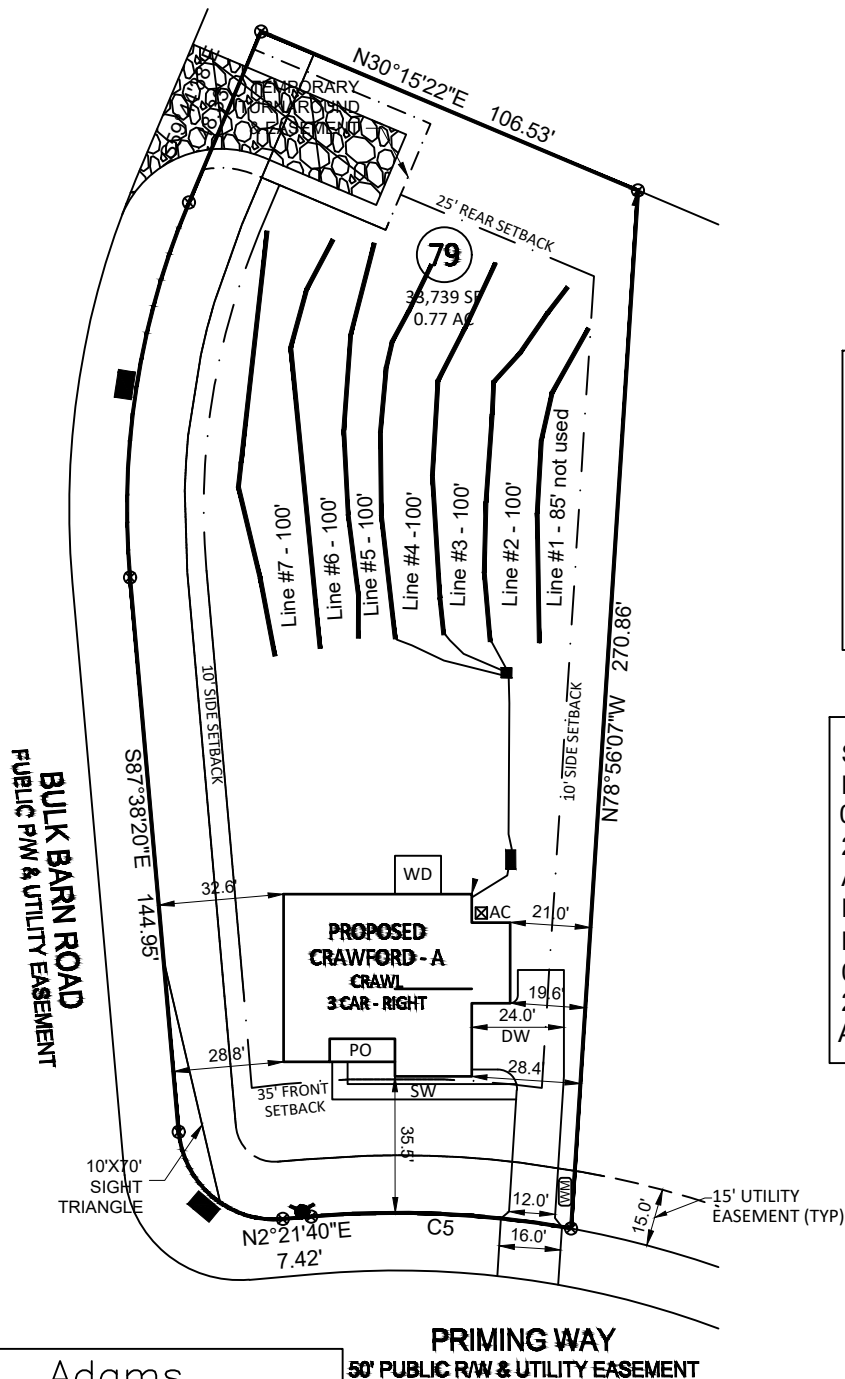 N30°15'22"E 106.53'
TEMPORARY
TURNAROUND
& EASEMENT
25' REAR SETBACK
79
33,739 SF
0.77 AC
Line #7 - 100'
Line #6 - 100'
Line #5 - 100'
Line #4 -100'
Line #3 - 100'
Line #2 - 100'
Line #1 - 85' not used
N78°56'07"W 270.86'
10' SIDE SETBACK
10' SIDE SETBACK
S87°38'20"E 144.95'
BULK BARN ROAD
PUBLIC R/W & UTILITY EASEMENT
WD
32.6'
AC
21.0'
PROPOSED
CRAWFORD - A
CRAWL
3 CAR - RIGHT
19.6'
24.0'
DW
PO
28.8'
28.4'
35' FRONT
SETBACK
SW
35.5'
10'X70'
SIGHT
TRIANGLE
WM
15' UTILITY
EASEMENT (TYP)
15.0'
12.0'
16.0'
N2°21'40"E
7.42'
C5
PRIMING WAY
50' PUBLIC R/W & UTILITY EASEMENT
Adams